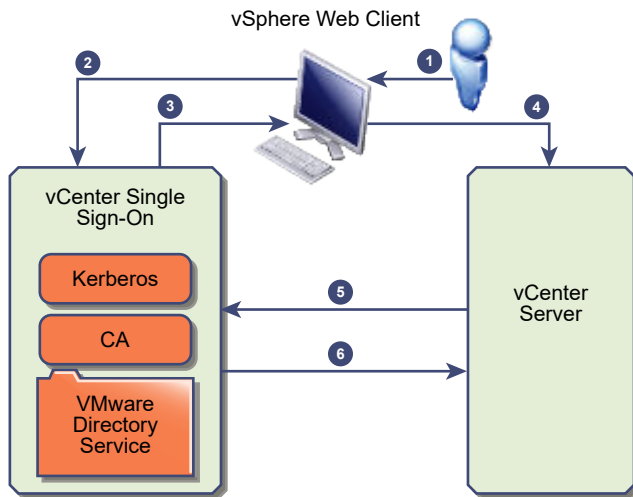 vSphere Web Client
1
2
3
4
vCenter Single
Sign-On
Kerberos
CA
VMware
Directory
Service
5
6
vCenter
Server